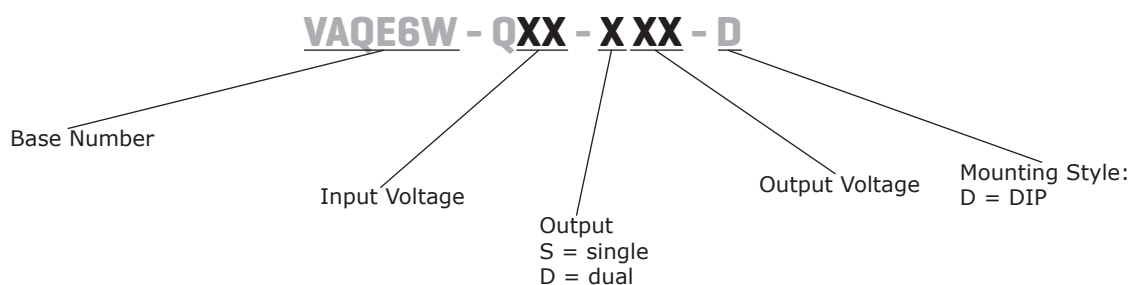 VAQE6W - QXX - X XX - D
Base Number
Input Voltage
Output
S = single
D = dual
Output Voltage
Mounting Style:
D = DIP